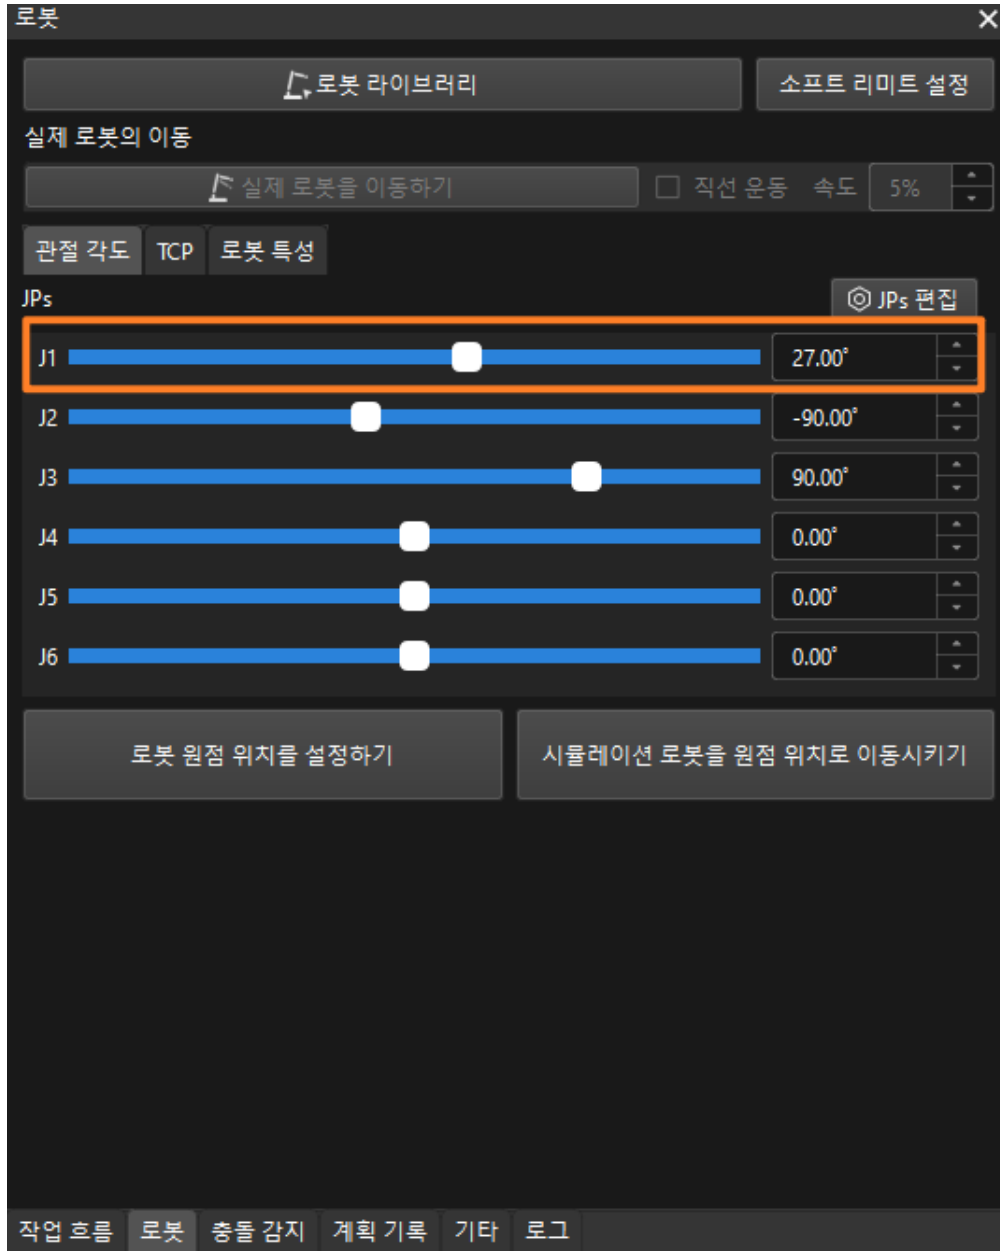 로봇
로봇 라이브러리 소프트 리미트 설정
실제 로봇의 이동
실제 로봇을 이동하기 직선 운동 속도 5%
관절 각도 TCP 로봇 특성
JPs JPs 편집
J1 27.00°
J2 -90.00°
J3 90.00°
J4 0.00°
J5 0.00°
J6 0.00°
로봇 원점 위치를 설정하기 시뮬레이션 로봇을 원점 위치로 이동시키기
작업 흐름 로봇 충돌 감지 계획 기록 기타 로그